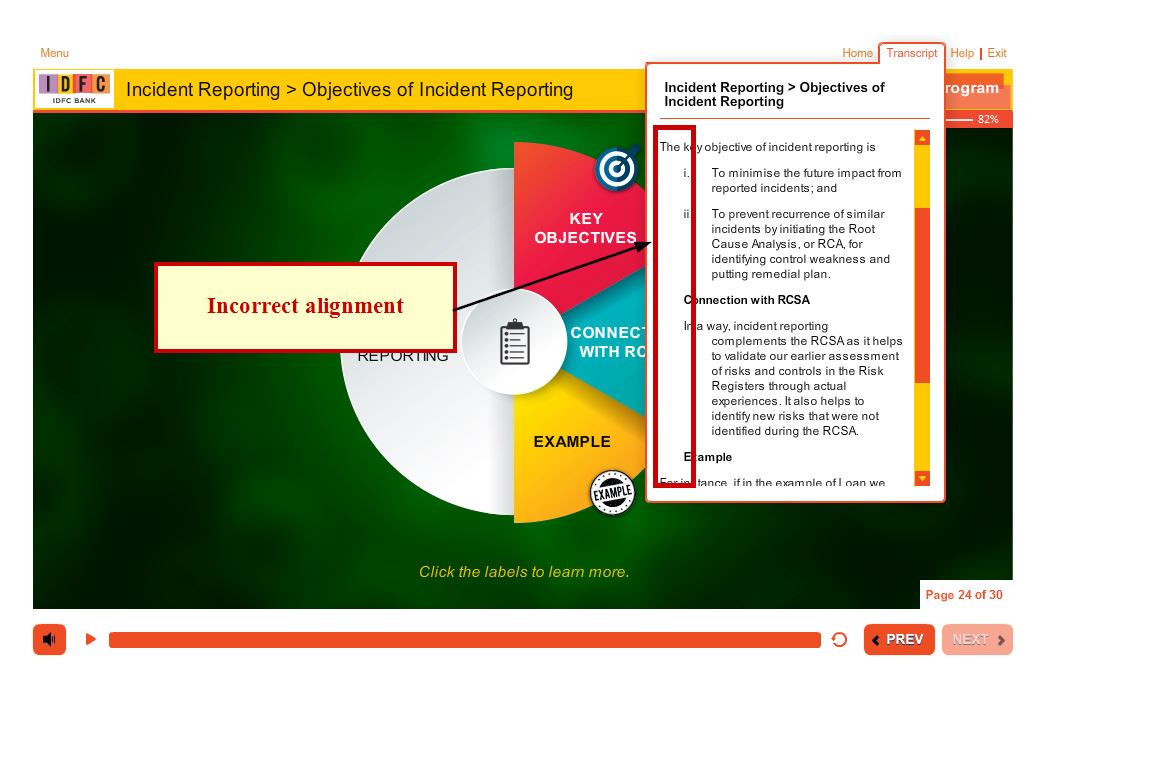 Menu
Home Transcript Help | Exit
IDFC
IDFC BANK
Incident Reporting > Objectives of Incident Reporting
rogram
82%
Incident Reporting > Objectives of
Incident Reporting
The key objective of incident reporting is
i. To minimise the future impact from
reported incidents; and
ii. To prevent recurrence of similar
incidents by initiating the Root
Cause Analysis, or RCA, for
identifying control weakness and
putting remedial plan.
Connection with RCSA
In a way, incident reporting
complements the RCSA as it helps
to validate our earlier assessment
of risks and controls in the Risk
Registers through actual
experiences. It also helps to
identify new risks that were not
identified during the RCSA.
Example
For instance, if in the example of Loan we
KEY
OBJECTIVES
Incorrect alignment
REPORTING
CONNECT
WITH RC
EXAMPLE
EXAMPLE
Click the labels to learn more.
Page 24 of 30
PREV
NEXT